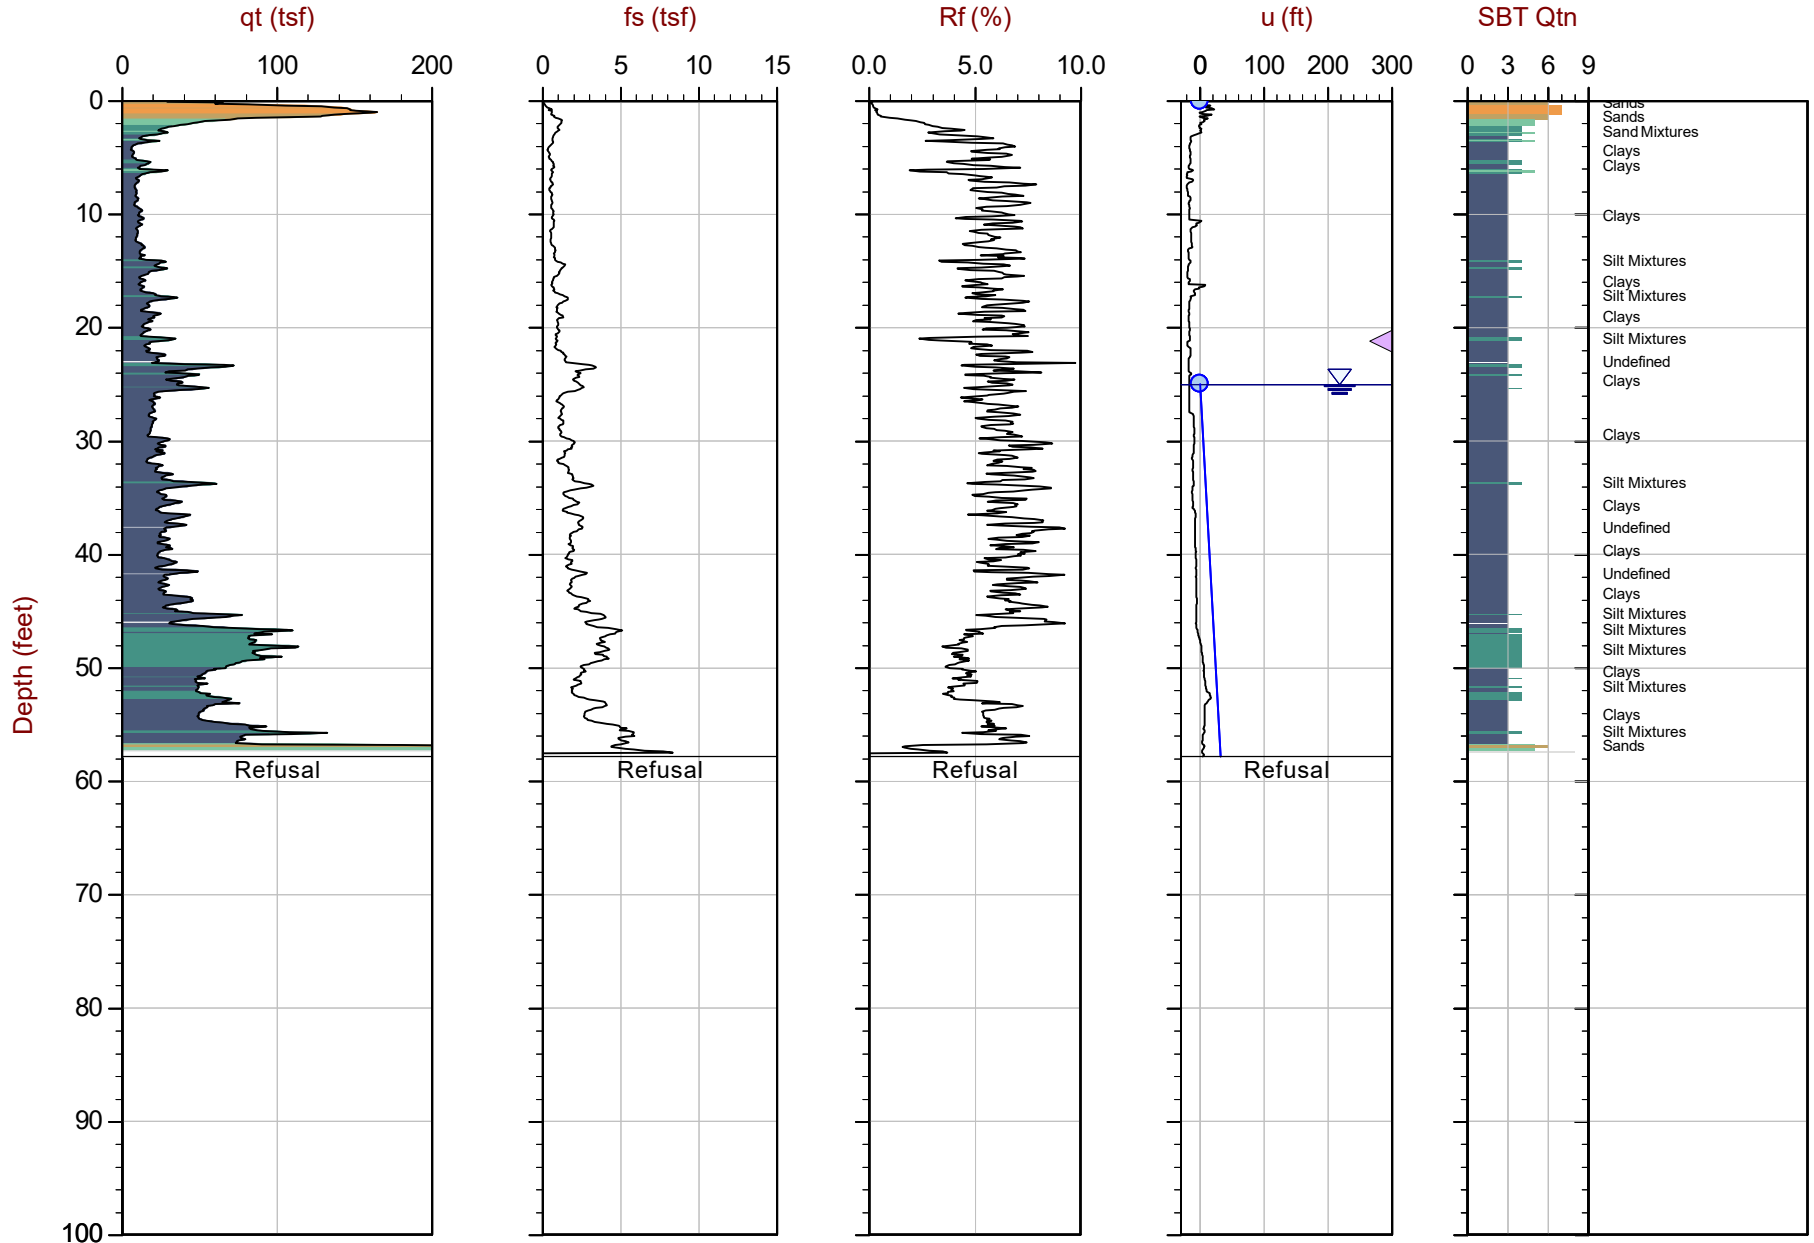 qt (tsf)
fs (tsf)
Rf (%)
u (ft)
SBT Qtn
0 100 200
0 5 10 15
0.0 5.0 10.0
0 100 200 300
0 3 6 9
Depth (feet)
0
10
20
30
40
50
60
70
80
90
100
Refusal
Refusal
Refusal
Refusal
Sands
Sands
Sand Mixtures
Clays
Clays
Clays
Silt Mixtures
Clays
Silt Mixtures
Clays
Silt Mixtures
Undefined
Clays
Clays
Silt Mixtures
Clays
Undefined
Clays
Undefined
Clays
Silt Mixtures
Silt Mixtures
Silt Mixtures
Clays
Silt Mixtures
Clays
Silt Mixtures
Sands